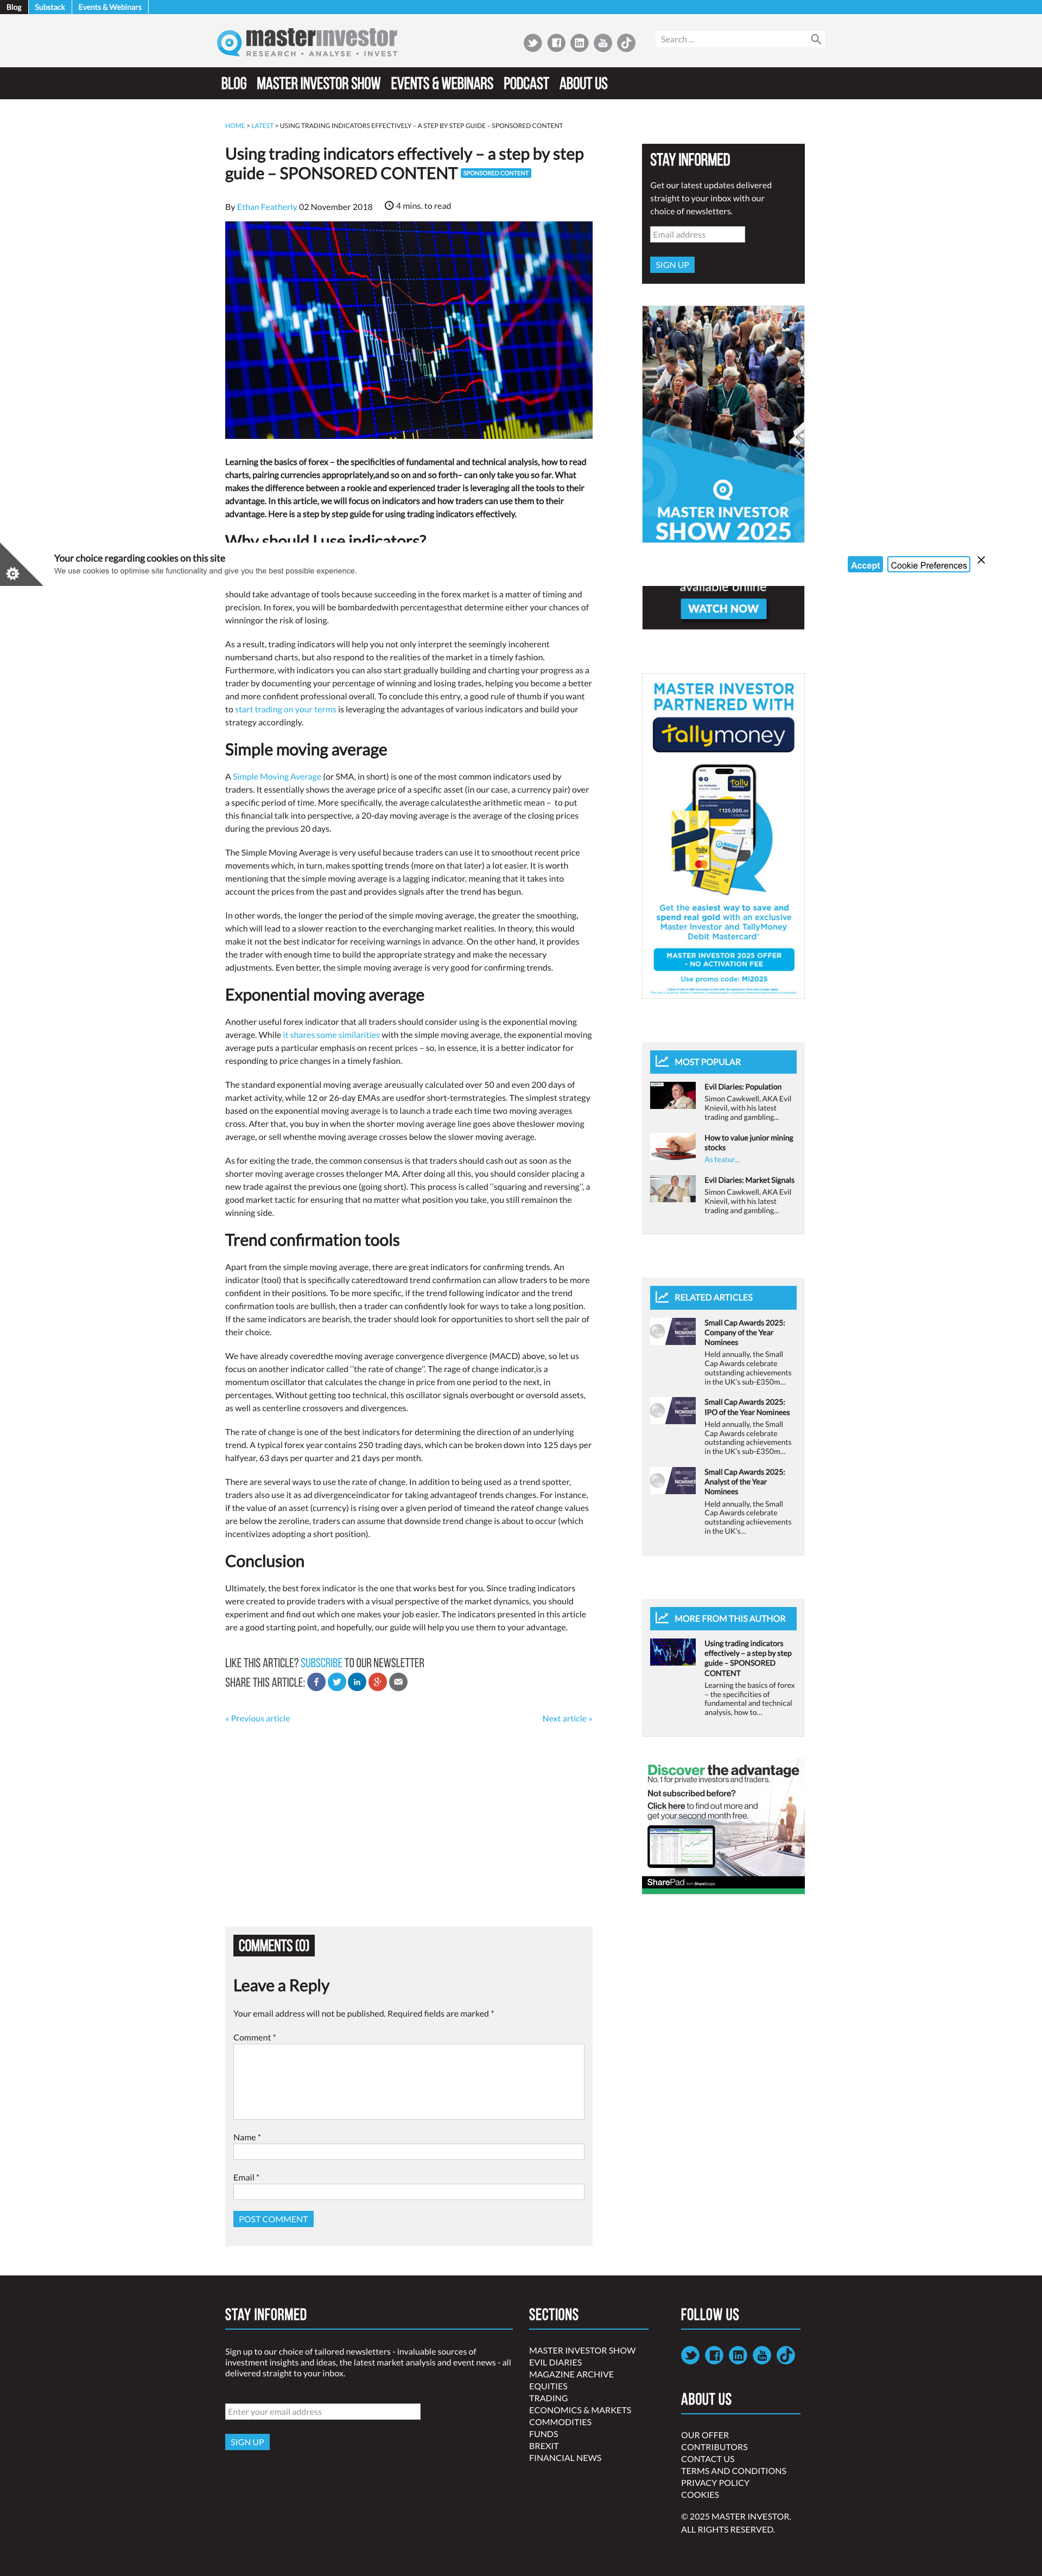 Blog
Substack
Events & Webinars
masterinvestor
RESEARCH • ANALYSE • INVEST
Search ...
BLOG
MASTER INVESTOR SHOW
EVENTS & WEBINARS
PODCAST
ABOUT US
HOME > LATEST > USING TRADING INDICATORS EFFECTIVELY – A STEP BY STEP GUIDE – SPONSORED CONTENT
Using trading indicators effectively – a step by step
guide – SPONSORED CONTENT SPONSORED CONTENT
By Ethan Featherly 02 November 2018 4 mins. to read
Learning the basics of forex – the specificities of fundamental and technical analysis, how to read
charts, pairing currencies appropriately,and so on and so forth– can only take you so far. What
makes the difference between a rookie and experienced trader is leveraging all the tools to their
advantage. In this article, we will focus on indicators and how traders can use them to their
advantage. Here is a step by step guide for using trading indicators effectively.
Why should I use indicators?
Your choice regarding cookies on this site
We use cookies to optimise site functionality and give you the best possible experience.
Accept
Cookie Preferences
should take advantage of tools because succeeding in the forex market is a matter of timing and
precision. In forex, you will be bombardedwith percentagesthat determine either your chances of
winningor the risk of losing.
As a result, trading indicators will help you not only interpret the seemingly incoherent
numbersand charts, but also respond to the realities of the market in a timely fashion.
Furthermore, with indicators you can also start gradually building and charting your progress as a
trader by documenting your percentage of winning and losing trades, helping you become a better
and more confident professional overall. To conclude this entry, a good rule of thumb if you want
to start trading on your terms is leveraging the advantages of various indicators and build your
strategy accordingly.
Simple moving average
A Simple Moving Average (or SMA, in short) is one of the most common indicators used by
traders. It essentially shows the average price of a specific asset (in our case, a currency pair) over
a specific period of time. More specifically, the average calculatesthe arithmetic mean – to put
this financial talk into perspective, a 20-day moving average is the average of the closing prices
during the previous 20 days.
The Simple Moving Average is very useful because traders can use it to smoothout recent price
movements which, in turn, makes spotting trends (more on that later) a lot easier. It is worth
mentioning that the simple moving average is a lagging indicator, meaning that it takes into
account the prices from the past and provides signals after the trend has begun.
In other words, the longer the period of the simple moving average, the greater the smoothing,
which will lead to a slower reaction to the everchanging market realities. In theory, this would
make it not the best indicator for receiving warnings in advance. On the other hand, it provides
the trader with enough time to build the appropriate strategy and make the necessary
adjustments. Even better, the simple moving average is very good for confirming trends.
Exponential moving average
Another useful forex indicator that all traders should consider using is the exponential moving
average. While it shares some similarities with the simple moving average, the exponential moving
average puts a particular emphasis on recent prices – so, in essence, it is a better indicator for
responding to price changes in a timely fashion.
The standard exponential moving average areusually calculated over 50 and even 200 days of
market activity, while 12 or 26-day EMAs are usedfor short-termstrategies. The simplest strategy
based on the exponential moving average is to launch a trade each time two moving averages
cross. After that, you buy in when the shorter moving average line goes above theslower moving
average, or sell whenthe moving average crosses below the slower moving average.
As for exiting the trade, the common consensus is that traders should cash out as soon as the
shorter moving average crosses thelonger MA. After doing all this, you should consider placing a
new trade against the previous one (going short). This process is called ''squaring and reversing'', a
good market tactic for ensuring that no matter what position you take, you still remainon the
winning side.
Trend confirmation tools
Apart from the simple moving average, there are great indicators for confirming trends. An
indicator (tool) that is specifically cateredtoward trend confirmation can allow traders to be more
confident in their positions. To be more specific, if the trend following indicator and the trend
confirmation tools are bullish, then a trader can confidently look for ways to take a long position.
If the same indicators are bearish, the trader should look for opportunities to short sell the pair of
their choice.
We have already coveredthe moving average convergence divergence (MACD) above, so let us
focus on another indicator called ''the rate of change''. The rage of change indicator,is a
momentum oscillator that calculates the change in price from one period to the next, in
percentages. Without getting too technical, this oscillator signals overbought or oversold assets,
as well as centerline crossovers and divergences.
The rate of change is one of the best indicators for determining the direction of an underlying
trend. A typical forex year contains 250 trading days, which can be broken down into 125 days per
halfyear, 63 days per quarter and 21 days per month.
There are several ways to use the rate of change. In addition to being used as a trend spotter,
traders also use it as ad divergenceindicator for taking advantageof trends changes. For instance,
if the value of an asset (currency) is rising over a given period of timeand the rateof change values
are below the zeroline, traders can assume that downside trend change is about to occur (which
incentivizes adopting a short position).
Conclusion
Ultimately, the best forex indicator is the one that works best for you. Since trading indicators
were created to provide traders with a visual perspective of the market dynamics, you should
experiment and find out which one makes your job easier. The indicators presented in this article
are a good starting point, and hopefully, our guide will help you use them to your advantage.
LIKE THIS ARTICLE? SUBSCRIBE TO OUR NEWSLETTER
SHARE THIS ARTICLE:
« Previous article
Next article »
STAY INFORMED
Get our latest updates delivered
straight to your inbox with our
choice of newsletters.
Email address
SIGN UP
MASTER INVESTOR
SHOW 2025
available online
WATCH NOW
MASTER INVESTOR
PARTNERED WITH
tallymoney
Get the easiest way to save and
spend real gold with an exclusive
Master Investor and TallyMoney
Debit Mastercard®
MASTER INVESTOR 2025 OFFER
- NO ACTIVATION FEE
Use promo code: MI2025
MOST POPULAR
Evil Diaries: Population
Simon Cawkwell, AKA Evil
Knievel, with his latest
trading and gambling...
How to value junior mining
stocks
As featur...
Evil Diaries: Market Signals
Simon Cawkwell, AKA Evil
Knievel, with his latest
trading and gambling...
RELATED ARTICLES
Small Cap Awards 2025:
Company of the Year
Nominees
Held annually, the Small
Cap Awards celebrate
outstanding achievements
in the UK's sub-£350m...
Small Cap Awards 2025:
IPO of the Year Nominees
Held annually, the Small
Cap Awards celebrate
outstanding achievements
in the UK's sub-£350m...
Small Cap Awards 2025:
Analyst of the Year
Nominees
Held annually, the Small
Cap Awards celebrate
outstanding achievements
in the UK's...
MORE FROM THIS AUTHOR
Using trading indicators
effectively – a step by step
guide – SPONSORED
CONTENT
Learning the basics of forex
– the specificities of
fundamental and technical
analysis, how to...
Discover the advantage
No. 1 for private investors and traders.
Not subscribed before?
Click here to find out more and
get your second month free.
SharePad from ShareScope
COMMENTS (0)
Leave a Reply
Your email address will not be published. Required fields are marked *
Comment *
Name *
Email *
POST COMMENT
STAY INFORMED
Sign up to our choice of tailored newsletters - invaluable sources of
investment insights and ideas, the latest market analysis and event news - all
delivered straight to your inbox.
Enter your email address
SIGN UP
SECTIONS
MASTER INVESTOR SHOW
EVIL DIARIES
MAGAZINE ARCHIVE
EQUITIES
TRADING
ECONOMICS & MARKETS
COMMODITIES
FUNDS
BREXIT
FINANCIAL NEWS
FOLLOW US
ABOUT US
OUR OFFER
CONTRIBUTORS
CONTACT US
TERMS AND CONDITIONS
PRIVACY POLICY
COOKIES
© 2025 MASTER INVESTOR.
ALL RIGHTS RESERVED.